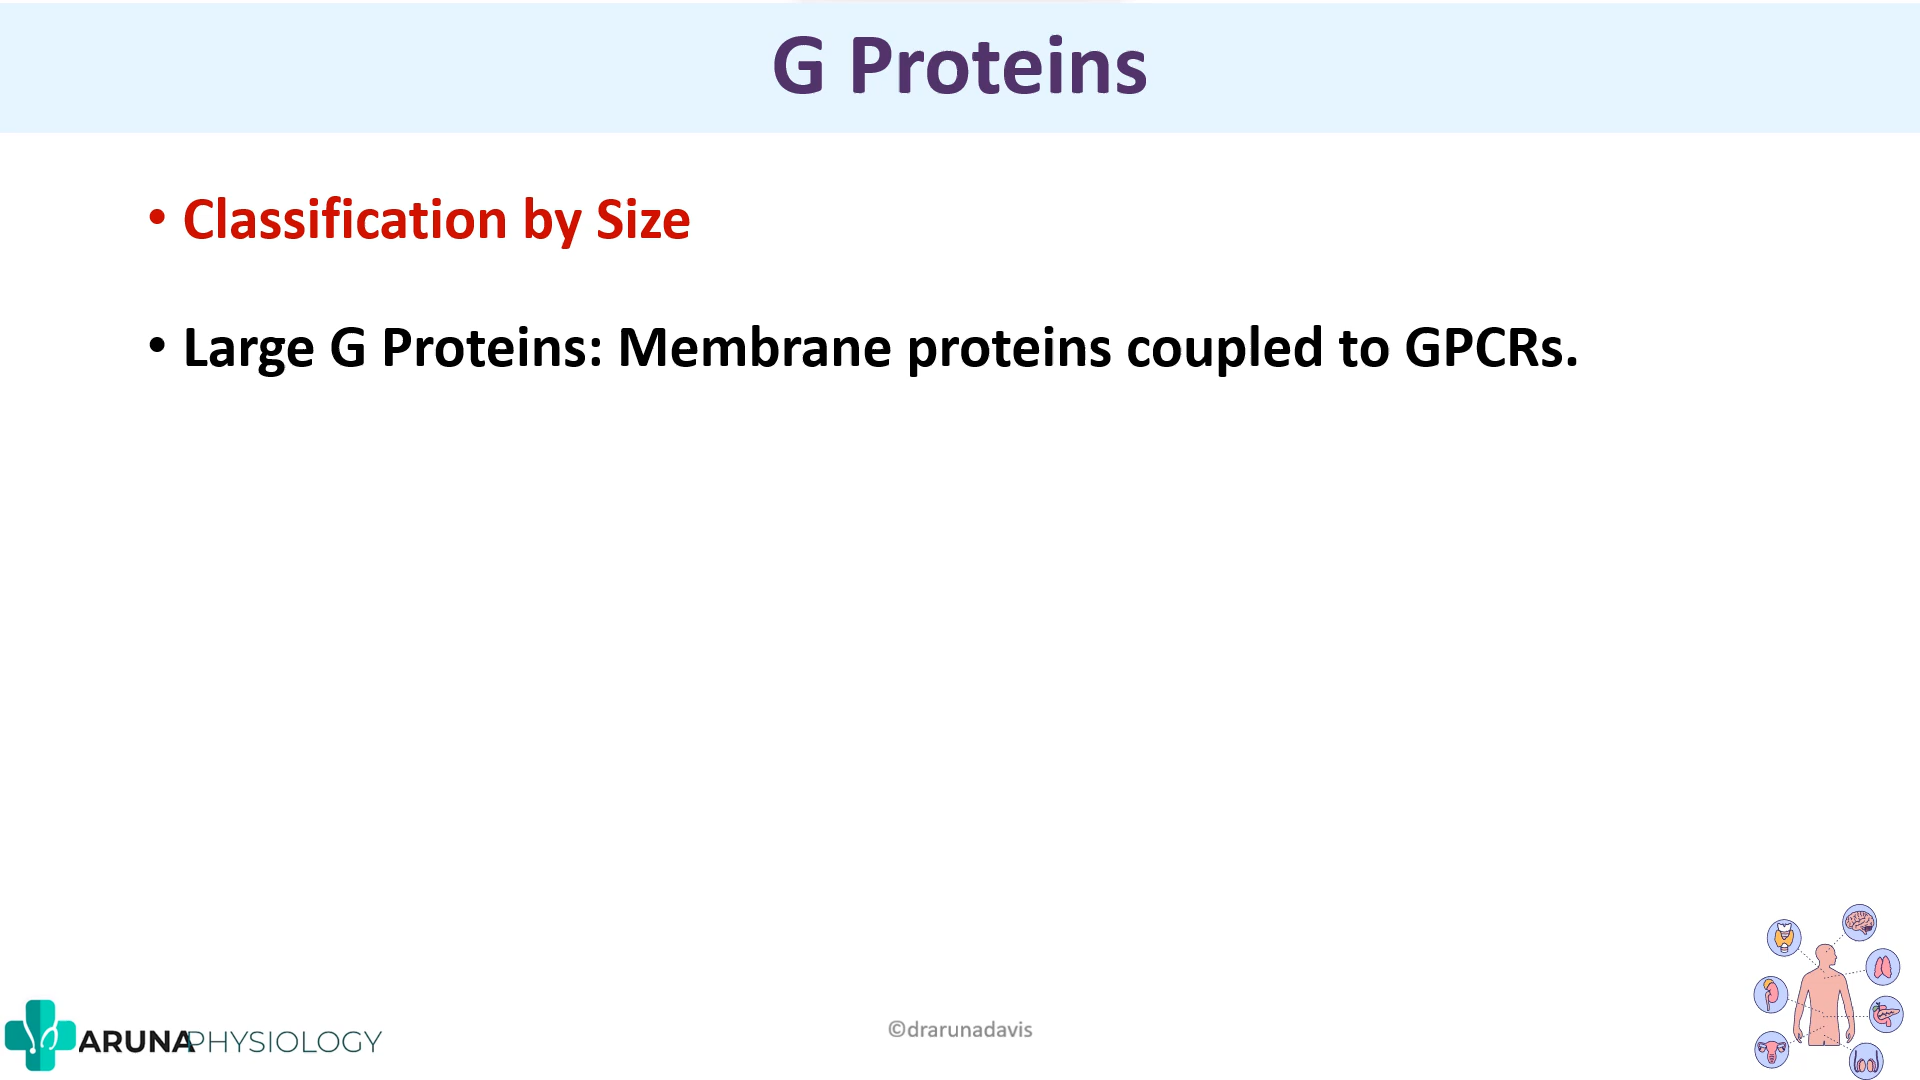 G Proteins
• Classification by Size
• Large G Proteins: Membrane proteins coupled to GPCRs.
ARUNAPHYSIOLOGY
©drarunadavis